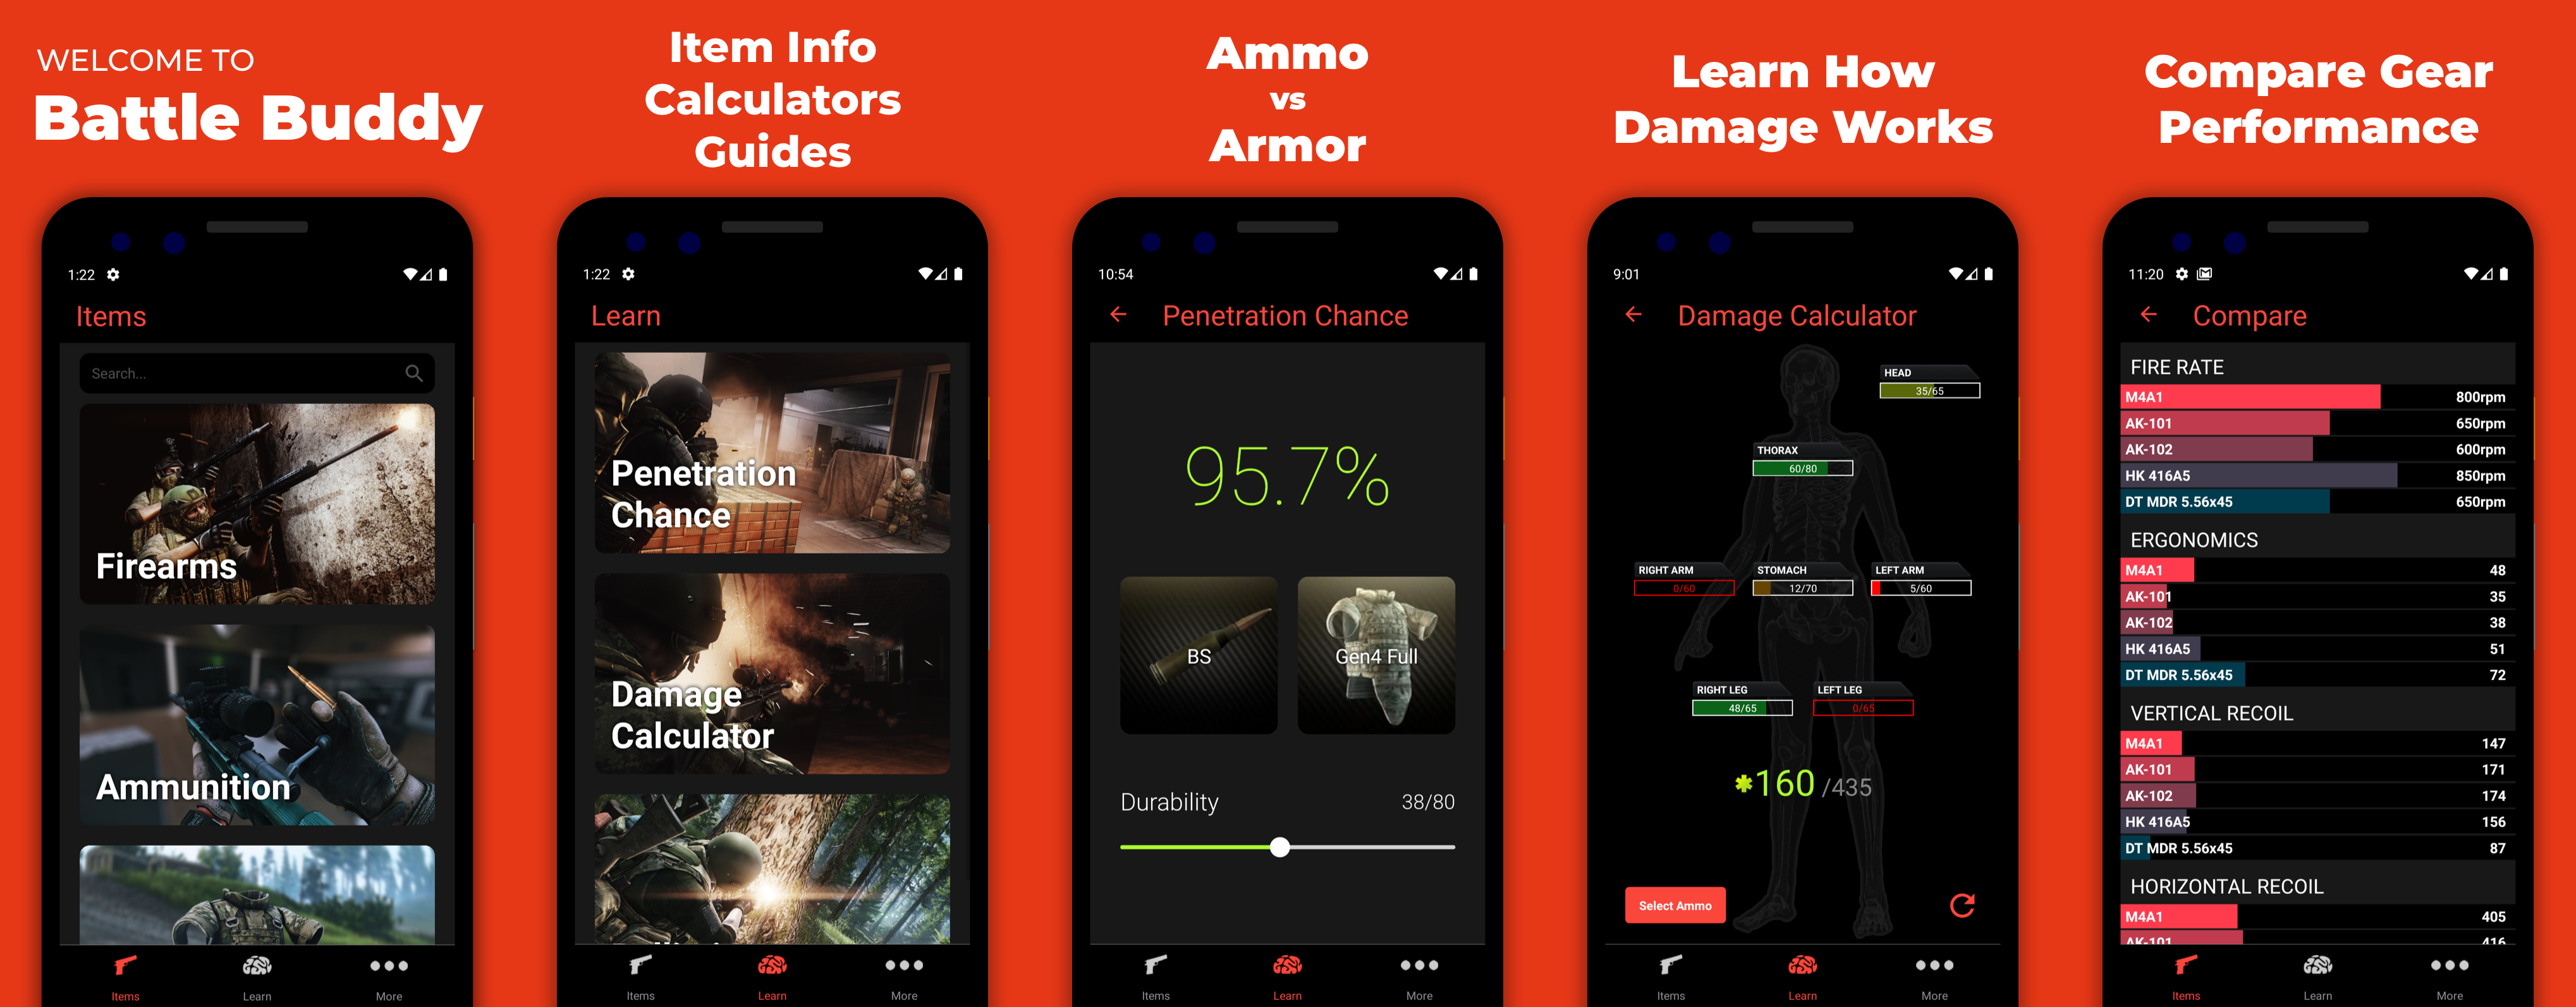 WELCOME TO
Battle Buddy
1:22
Items
Search...
Firearms
Ammunition
Items
Learn
More
Item Info
Calculators
Guides
1:22
Learn
Penetration
Chance
Damage
Calculator
Items
Learn
More
Ammo
vs
Armor
10:54
Penetration Chance
95.7%
BS
Gen4 Full
Durability
38/80
Items
Learn
More
Learn How
Damage Works
9:01
Damage Calculator
HEAD
35/65
THORAX
60/80
RIGHT ARM
0/60
STOMACH
12/70
LEFT ARM
5/60
RIGHT LEG
48/65
LEFT LEG
0/65
*160 /435
Select Ammo
Items
Learn
More
Compare Gear
Performance
11:20
Compare
FIRE RATE
M4A1 800rpm
AK-101 650rpm
AK-102 600rpm
HK 416A5 850rpm
DT MDR 5.56x45 650rpm
ERGONOMICS
M4A1 48
AK-101 35
AK-102 38
HK 416A5 51
DT MDR 5.56x45 72
VERTICAL RECOIL
M4A1 147
AK-101 171
AK-102 174
HK 416A5 156
DT MDR 5.56x45 87
HORIZONTAL RECOIL
M4A1 405
AK-101 416
Items
Learn
More